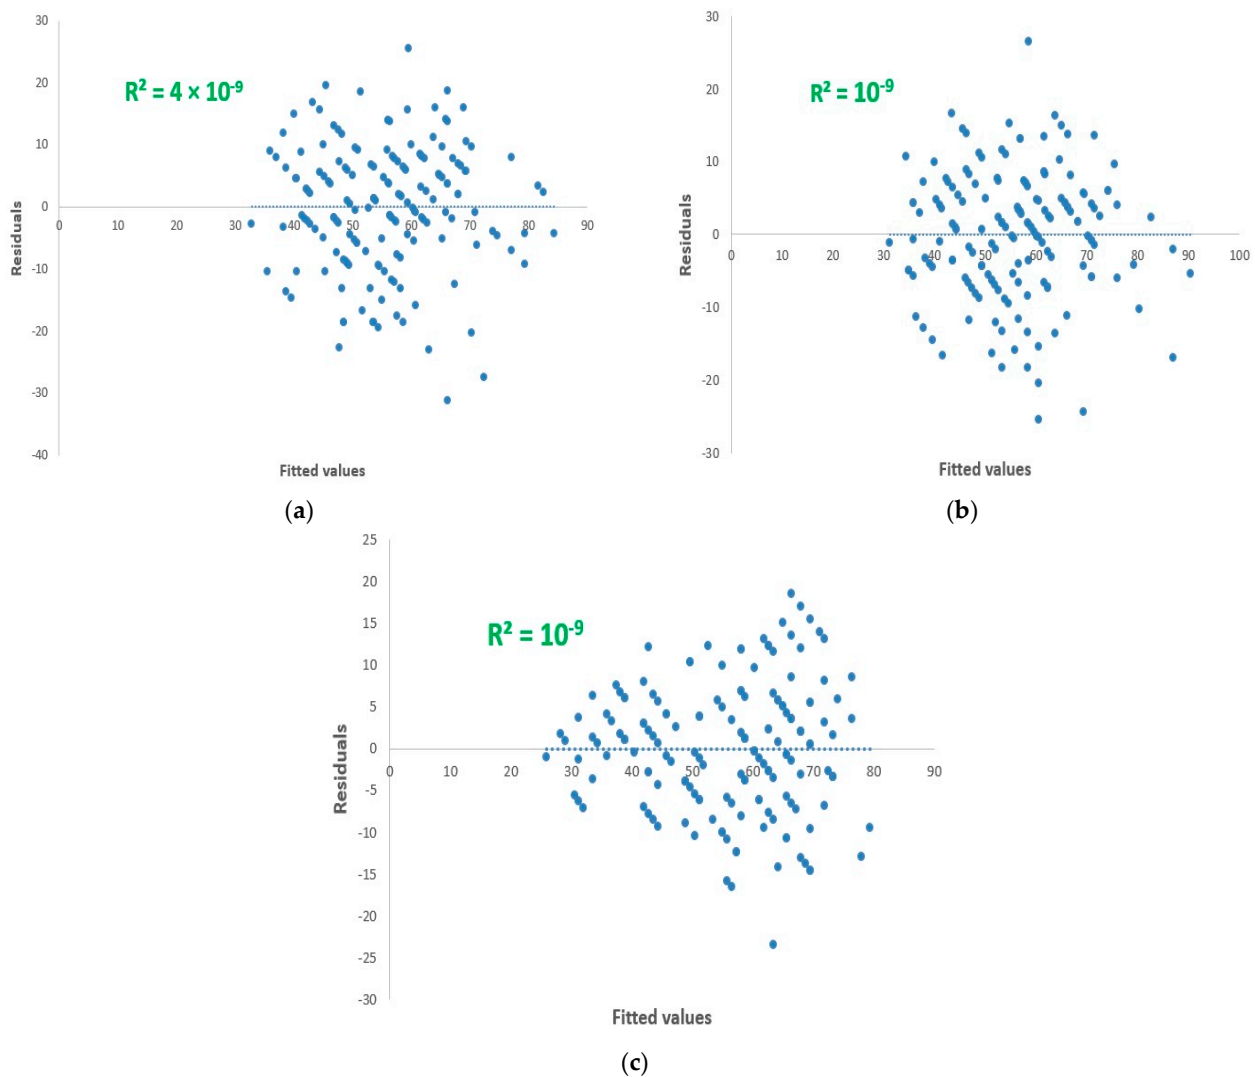 30
20
10
0
-10
-20
-30
-40
0 10 20 30 40 50 60 70 80 90
Residuals
Fitted values
R² = 4 × 10⁻⁹
(a)
30
20
10
0
-10
-20
-30
0 10 20 30 40 50 60 70 80 90 100
Residuals
Fitted values
R² = 10⁻⁹
(b)
25
20
15
10
5
0
-5
-10
-15
-20
-25
-30
0 10 20 30 40 50 60 70 80 90
Residuals
Fitted values
R² = 10⁻⁹
(c)